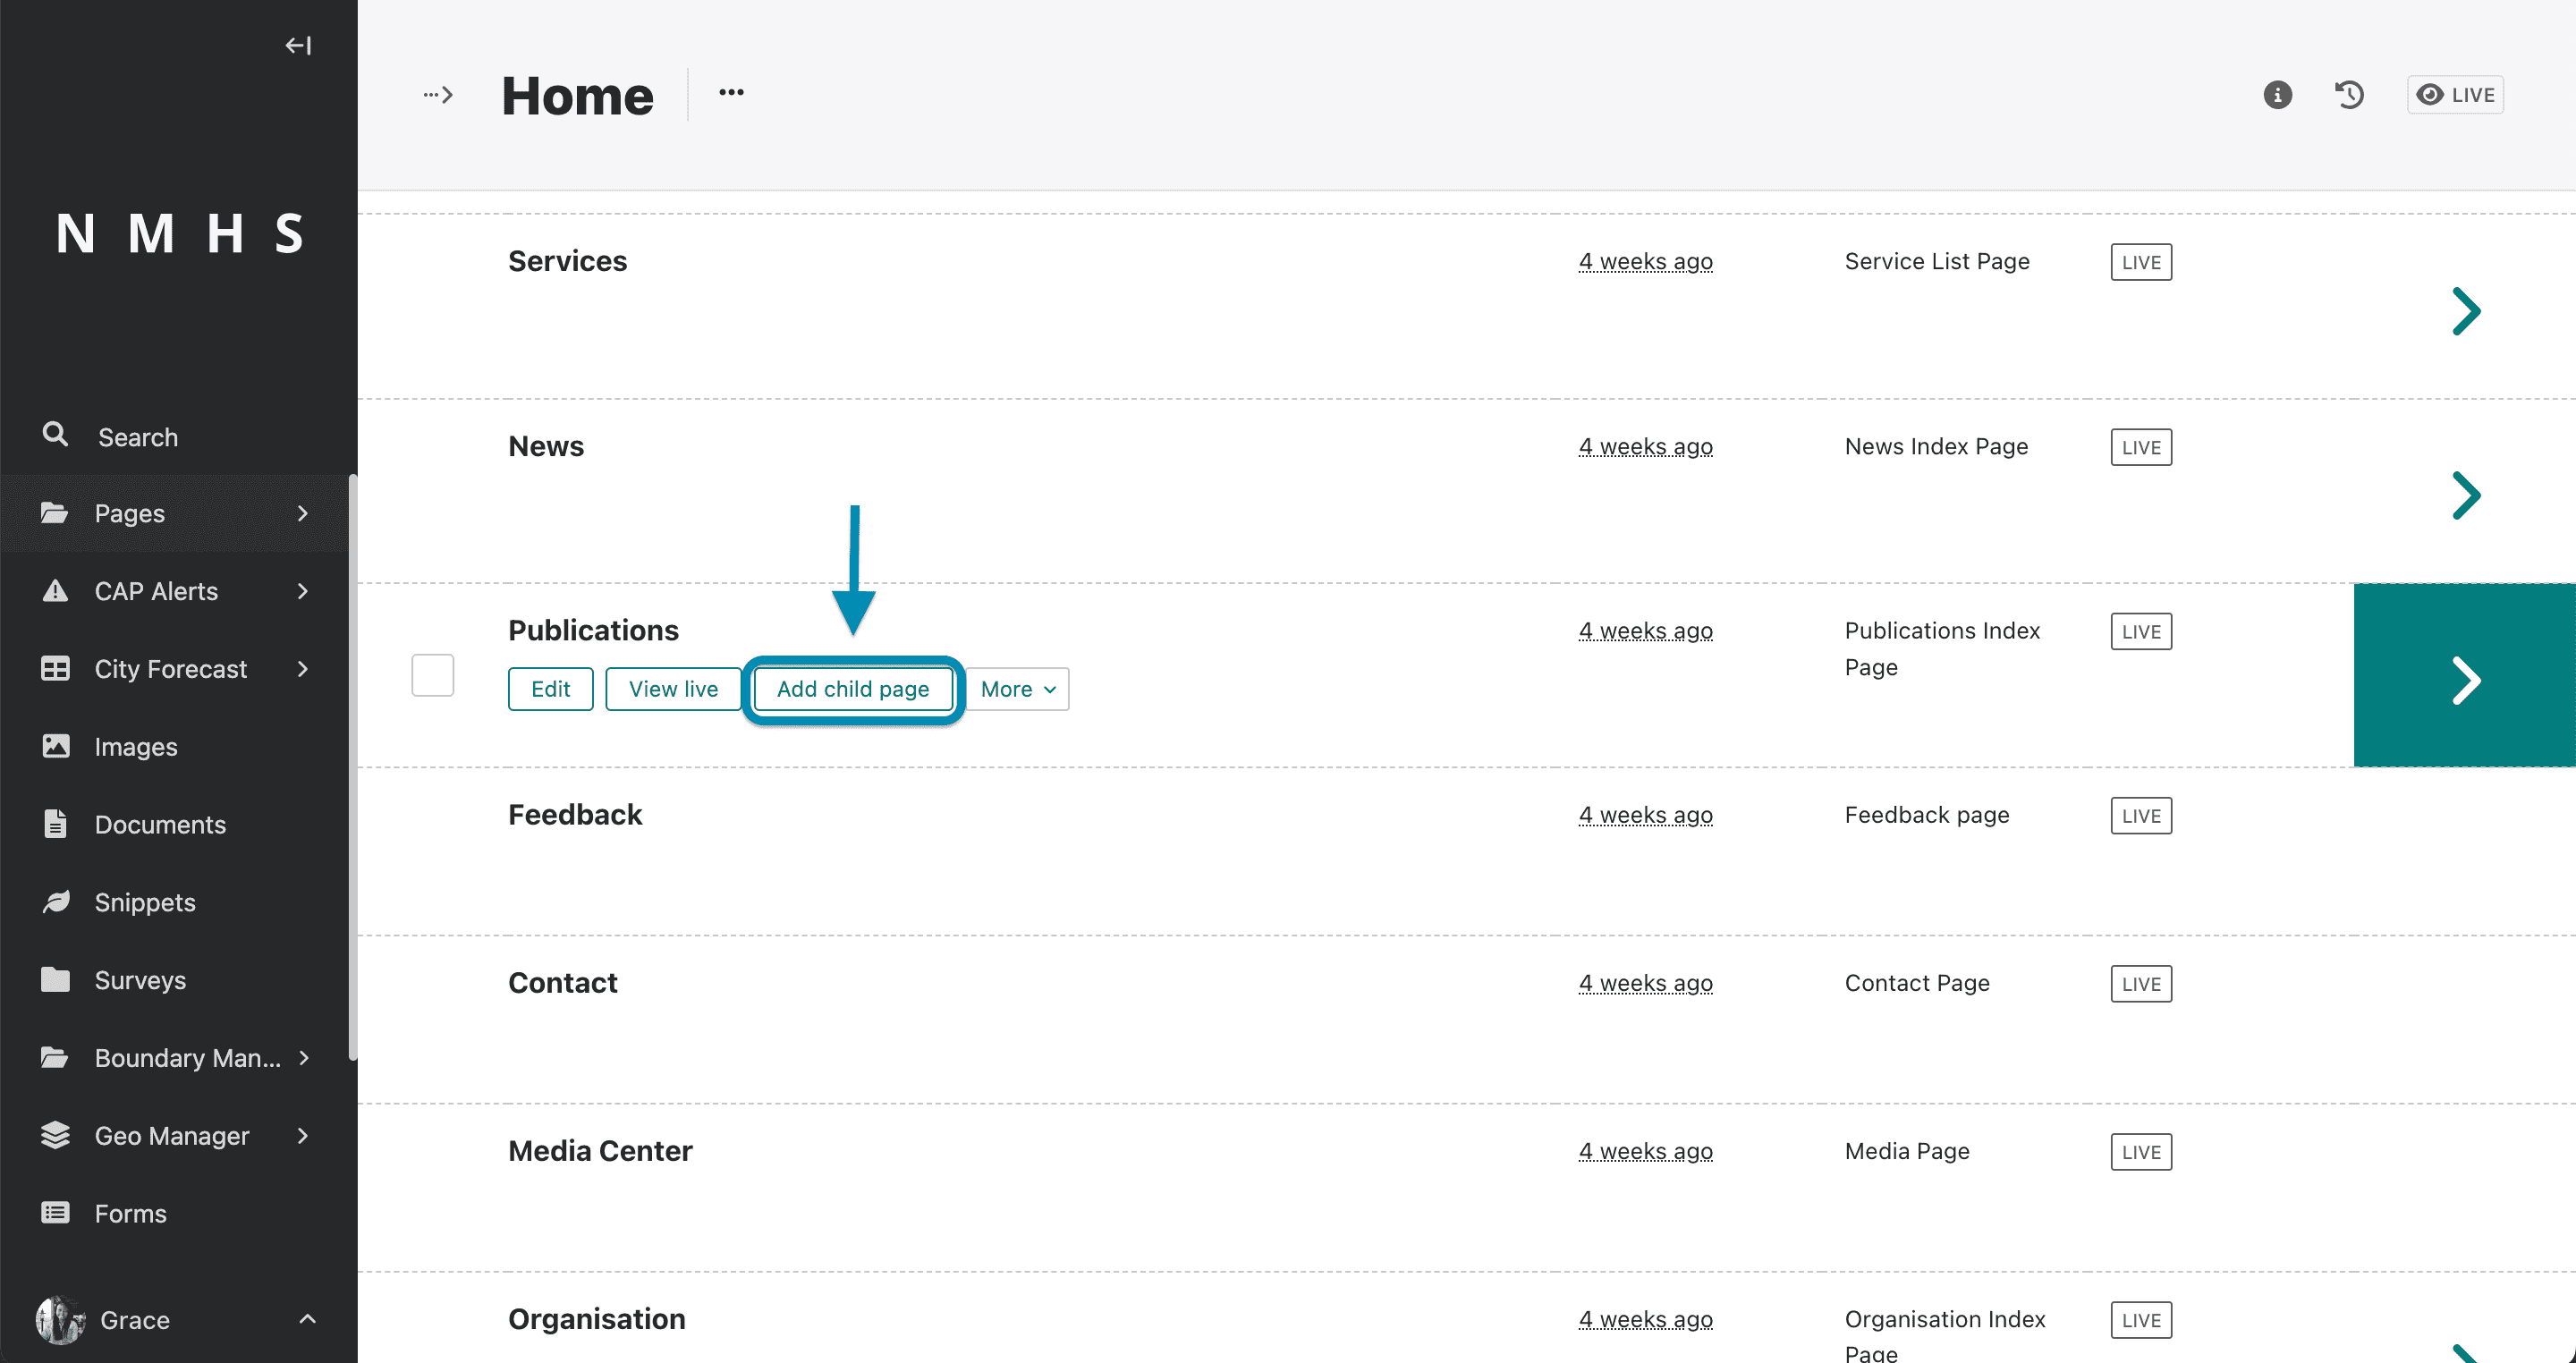 N M H S
Search
Pages
CAP Alerts
City Forecast
Images
Documents
Snippets
Surveys
Boundary Man...
Geo Manager
Forms
Grace
Home
LIVE
Services 4 weeks ago Service List Page LIVE
News 4 weeks ago News Index Page LIVE
Publications 4 weeks ago Publications Index LIVE
Page
Edit View live Add child page More
Feedback 4 weeks ago Feedback page LIVE
Contact 4 weeks ago Contact Page LIVE
Media Center 4 weeks ago Media Page LIVE
Organisation 4 weeks ago Organisation Index LIVE
Page